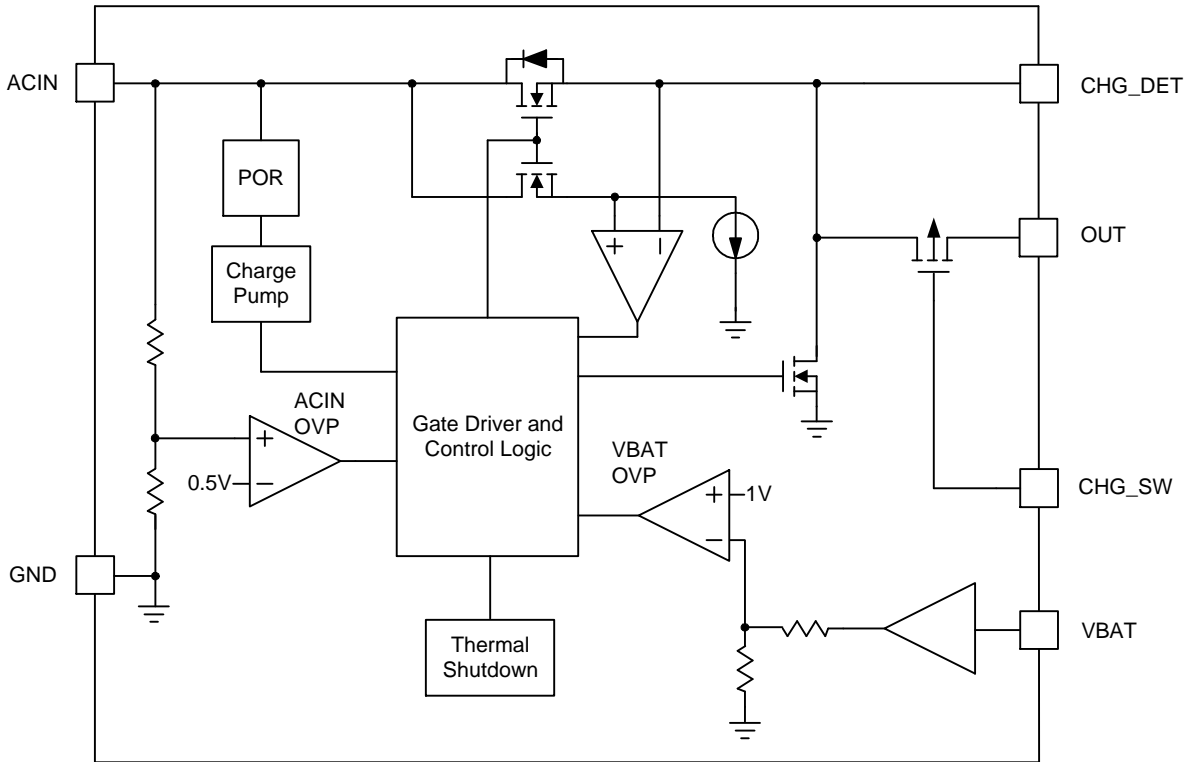 ACIN
CHG_DET
POR
OUT
Charge
Pump
+
−
ACIN
OVP
Gate Driver and
Control Logic
VBAT
OVP
+
0.5V
−
+
1V
−
CHG_SW
GND
Thermal
Shutdown
VBAT